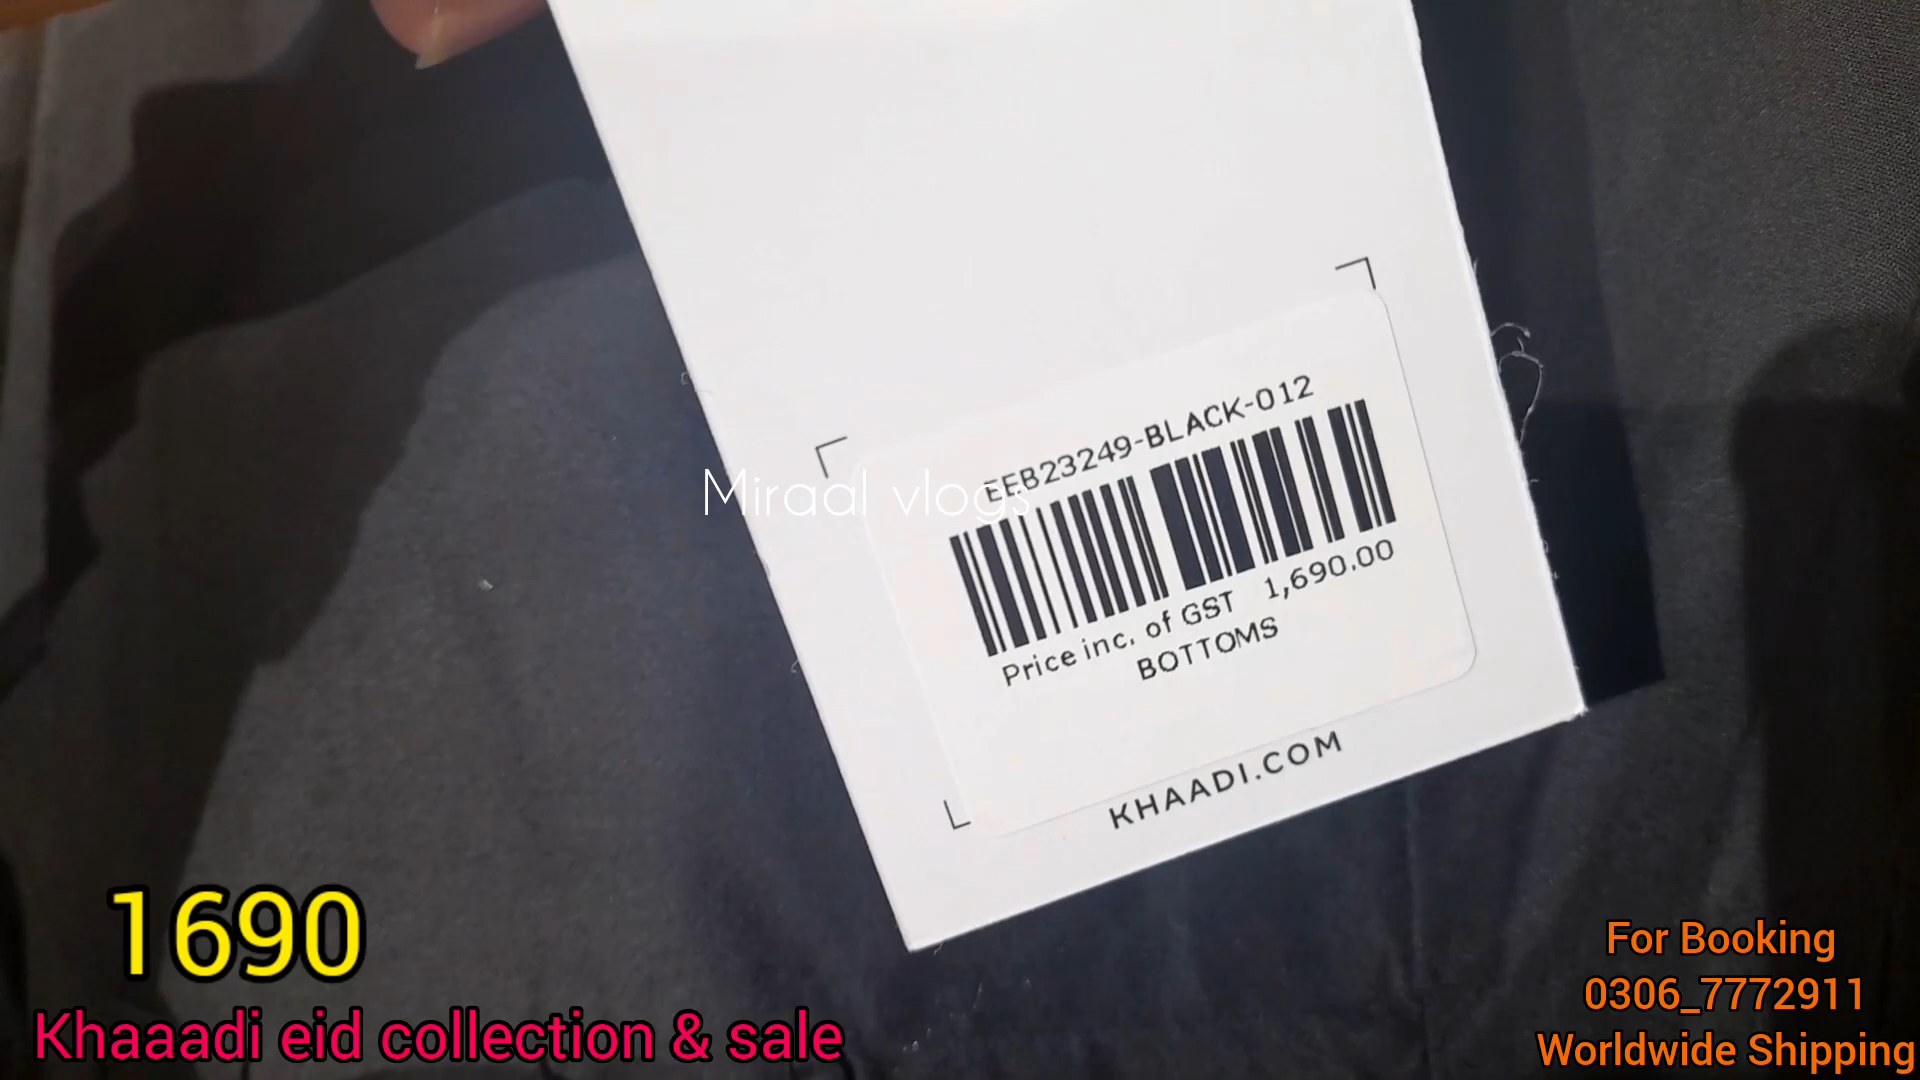 EEB23249-BLACK-012
Miraal vlogs
Price inc. of GST 1,690.00
BOTTOMS
KHAADI.COM
1690
Khaaadi eid collection & sale
For Booking
0306_7772911
Worldwide Shipping